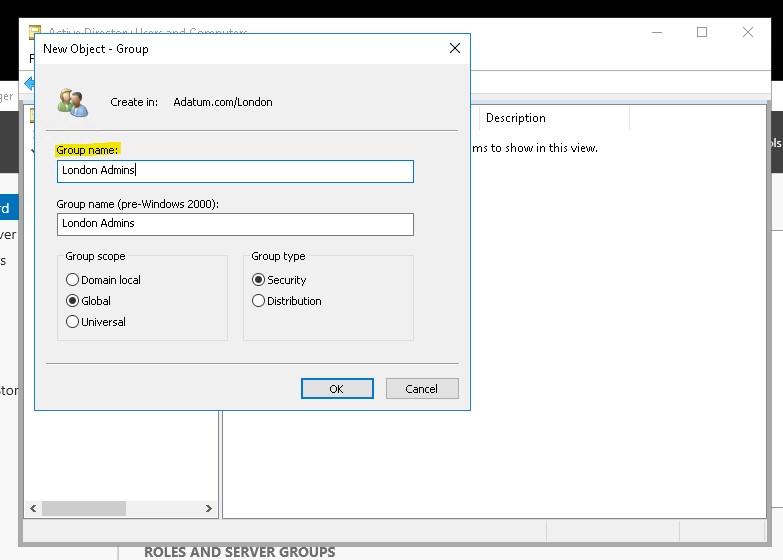 Active Directory Users and Computers
New Object - Group
Create in: Adatum.com/London
Description
Group name:
London Admins
Group name (pre-Windows 2000):
London Admins
Group scope
Domain local
Global
Universal
Group type
Security
Distribution
OK
Cancel
ms to show in this view.
ger
ols
rd
ver
rs
Stor
ROLES AND SERVER GROUPS